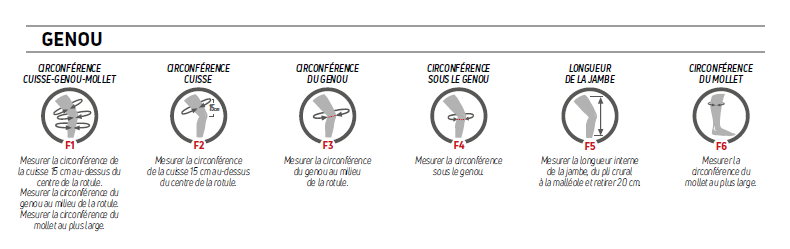 GENOU
CIRCONFÉRENCE
CUISSE-GENOU-MOLLET
F1
Mesurer la circonférence de
la cuisse 15 cm au-dessus du
centre de la rotule.
Mesurer la circonférence du
genou au milieu de la rotule.
Mesurer la circonférence du
mollet au plus large.
CIRCONFÉRENCE
CUISSE
F2
Mesurer la circonférence
de la cuisse 15 cm au-dessus
du centre de la rotule.
CIRCONFÉRENCE
DU GENOU
F3
Mesurer la circonférence
du genou au milieu
de la rotule.
CIRCONFÉRENCE
SOUS LE GENOU
F4
Mesurer la circonférence
sous le genou.
LONGUEUR
DE LA JAMBE
F5
Mesurer la longueur interne
de la jambe, du pli crural
à la malléole et retirer 20 cm.
CIRCONFÉRENCE
DU MOLLET
F6
Mesurer la
circonférence du
mollet au plus large.